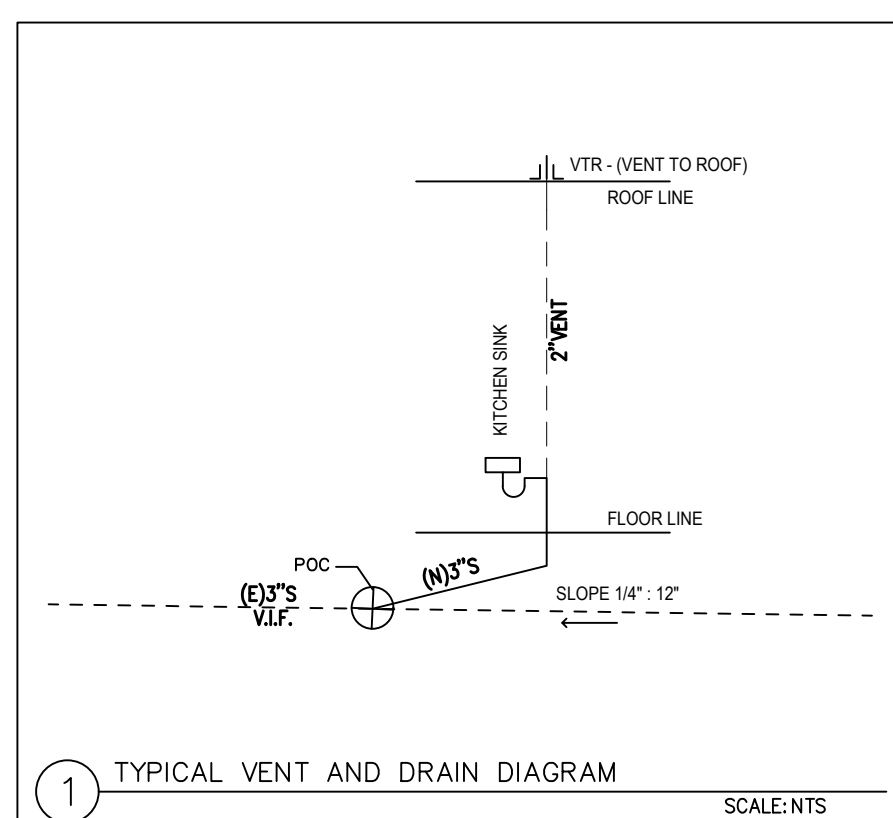 VTR - (VENT TO ROOF)
ROOF LINE
2"VENT
KITCHEN SINK
FLOOR LINE
POC
(N)3"S
(E)3"S
V.I.F.
SLOPE 1/4" : 12"
1 TYPICAL VENT AND DRAIN DIAGRAM
SCALE: NTS